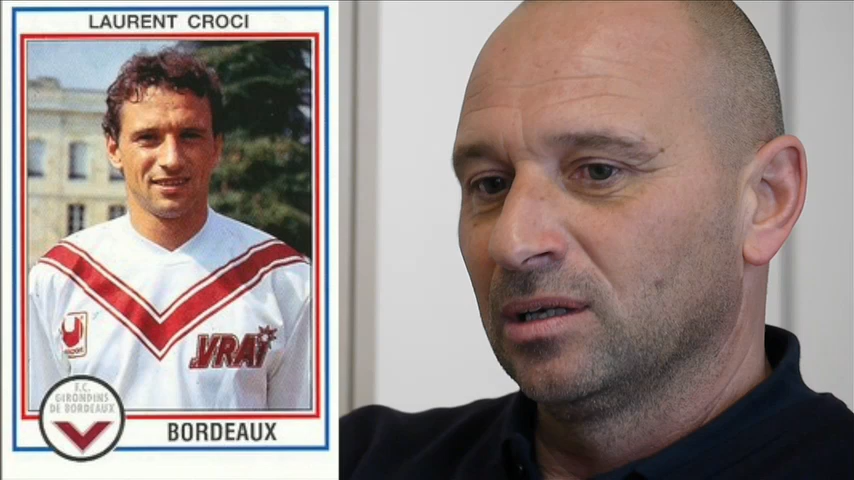 LAURENT CROCI
VRAI
F.C.
GIRONDINS
DE BORDEAUX
BORDEAUX